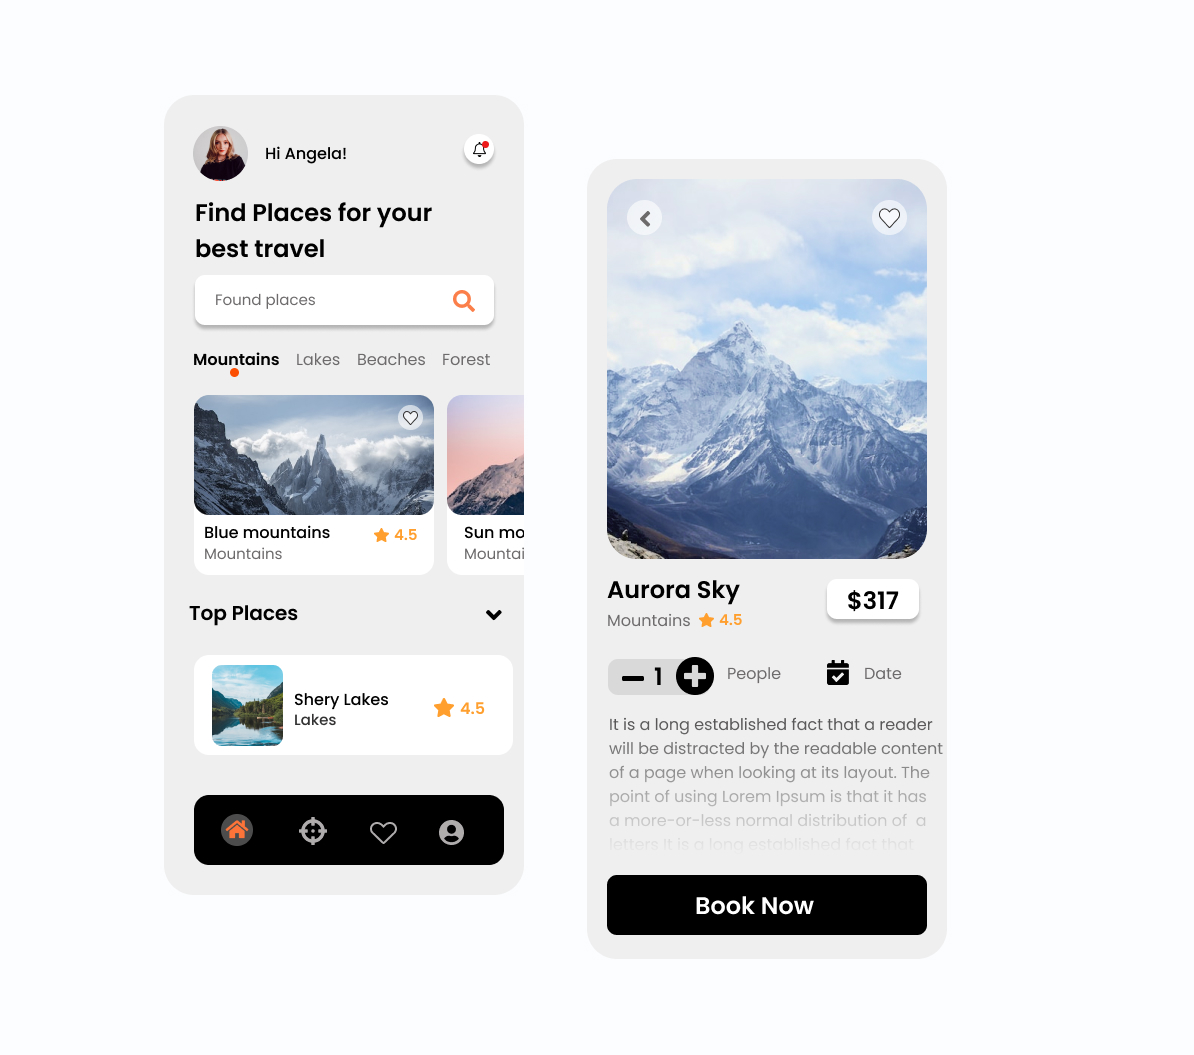 Hi Angela!
Find Places for your
best travel
Found places
Mountains Lakes Beaches Forest
Blue mountains 4.5
Mountains
Sun mo
Mountai
Top Places
Shery Lakes
Lakes
4.5
Aurora Sky
Mountains 4.5
$317
1 People Date
It is a long established fact that a reader
will be distracted by the readable content
of a page when looking at its layout. The
point of using Lorem Ipsum is that it has
a more-or-less normal distribution of a
letters It is a long established fact that
Book Now